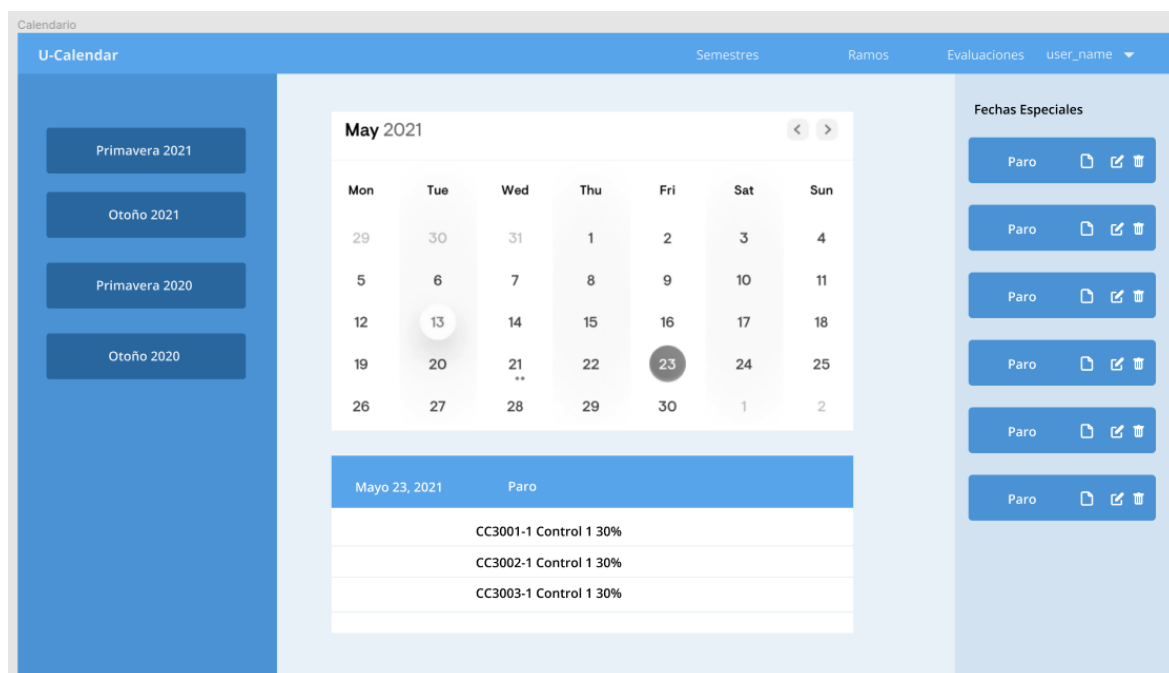 Calendario
U-Calendar Semestres Ramos Evaluaciones user_name
Primavera 2021
Otoño 2021
Primavera 2020
Otoño 2020
May 2021
Mon Tue Wed Thu Fri Sat Sun
29 30 31 1 2 3 4
5 6 7 8 9 10 11
12 13 14 15 16 17 18
19 20 21 22 23 24 25
26 27 28 29 30 1 2
Mayo 23, 2021 Paro
CC3001-1 Control 1 30%
CC3002-1 Control 1 30%
CC3003-1 Control 1 30%
Fechas Especiales
Paro
Paro
Paro
Paro
Paro
Paro